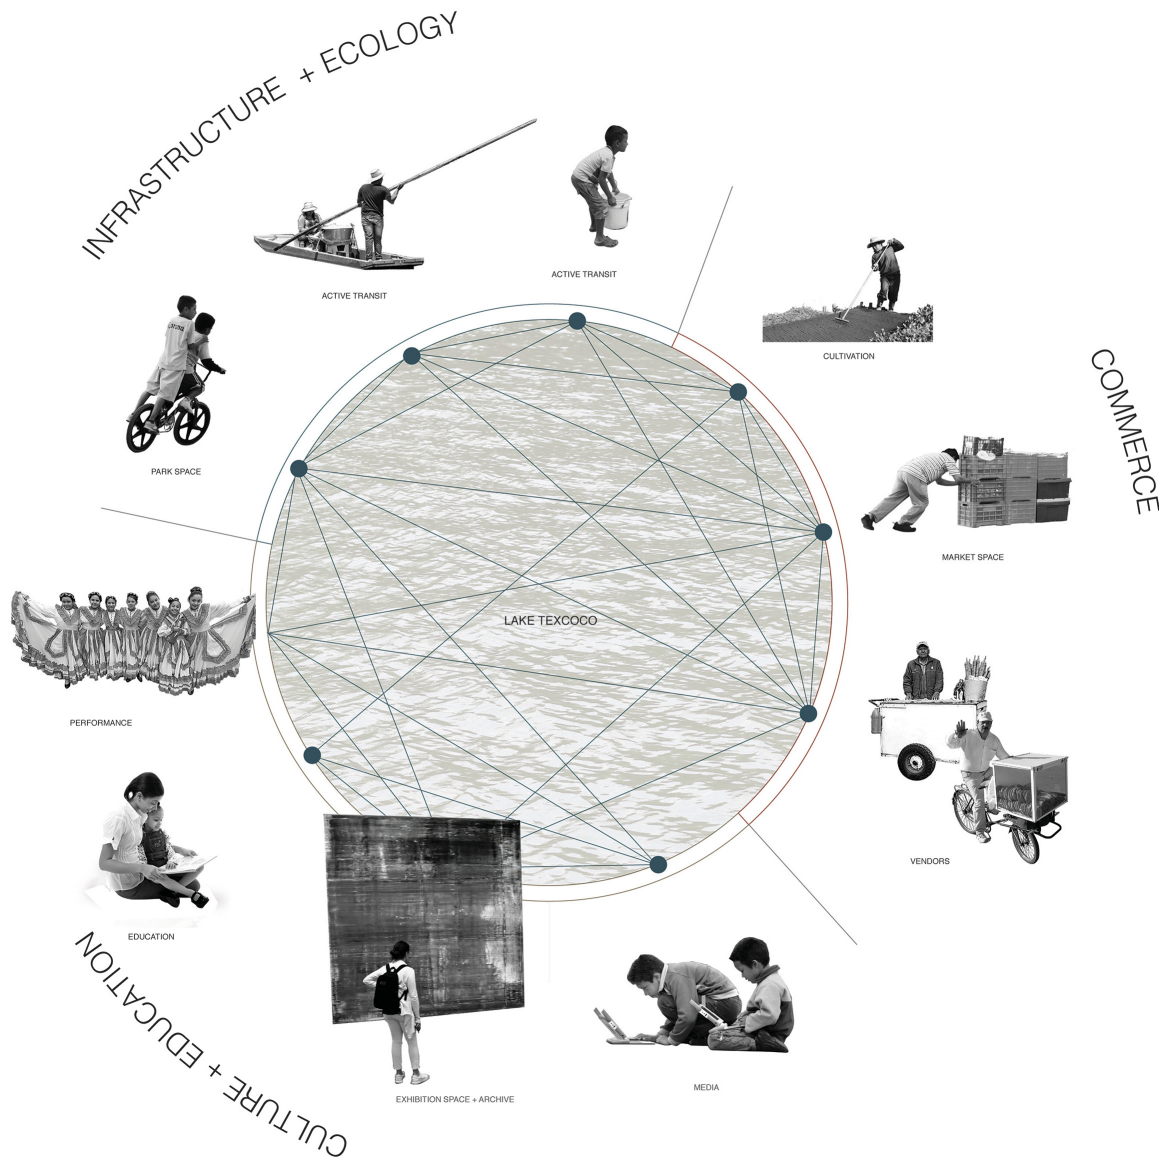 INFRASTRUCTURE + ECOLOGY
ACTIVE TRANSIT
ACTIVE TRANSIT
CULTIVATION
COMMERCE
PARK SPACE
MARKET SPACE
LAKE TEXCOCO
PERFORMANCE
VENDORS
EDUCATION
CULTURE + EDUCATION
MEDIA
EXHIBITION SPACE + ARCHIVE